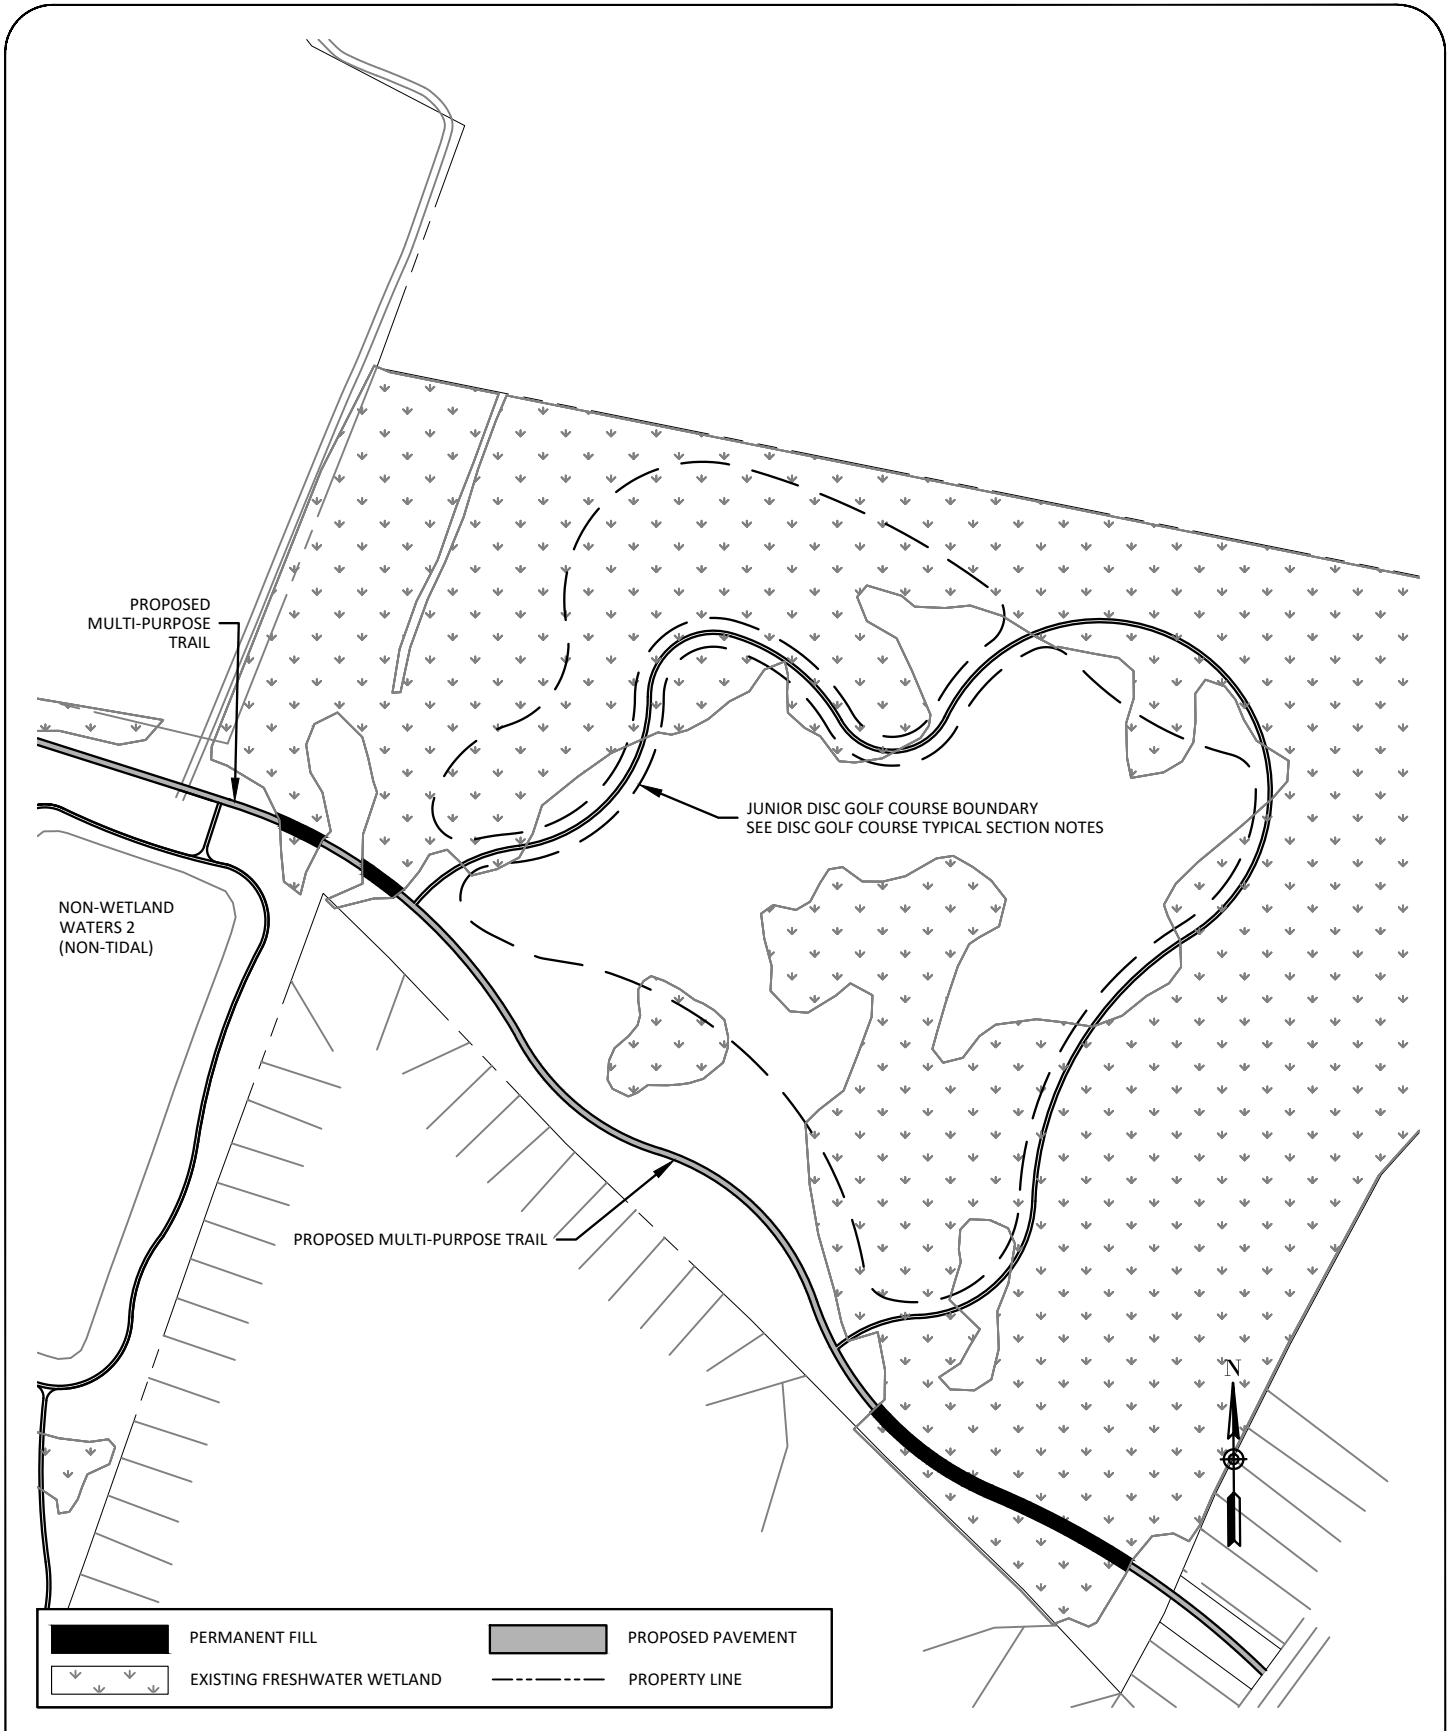 PROPOSED
MULTI-PURPOSE
TRAIL
JUNIOR DISC GOLF COURSE BOUNDARY
SEE DISC GOLF COURSE TYPICAL SECTION NOTES
NON-WETLAND
WATERS 2
(NON-TIDAL)
PROPOSED MULTI-PURPOSE TRAIL
N
PERMANENT FILL
PROPOSED PAVEMENT
EXISTING FRESHWATER WETLAND
PROPERTY LINE